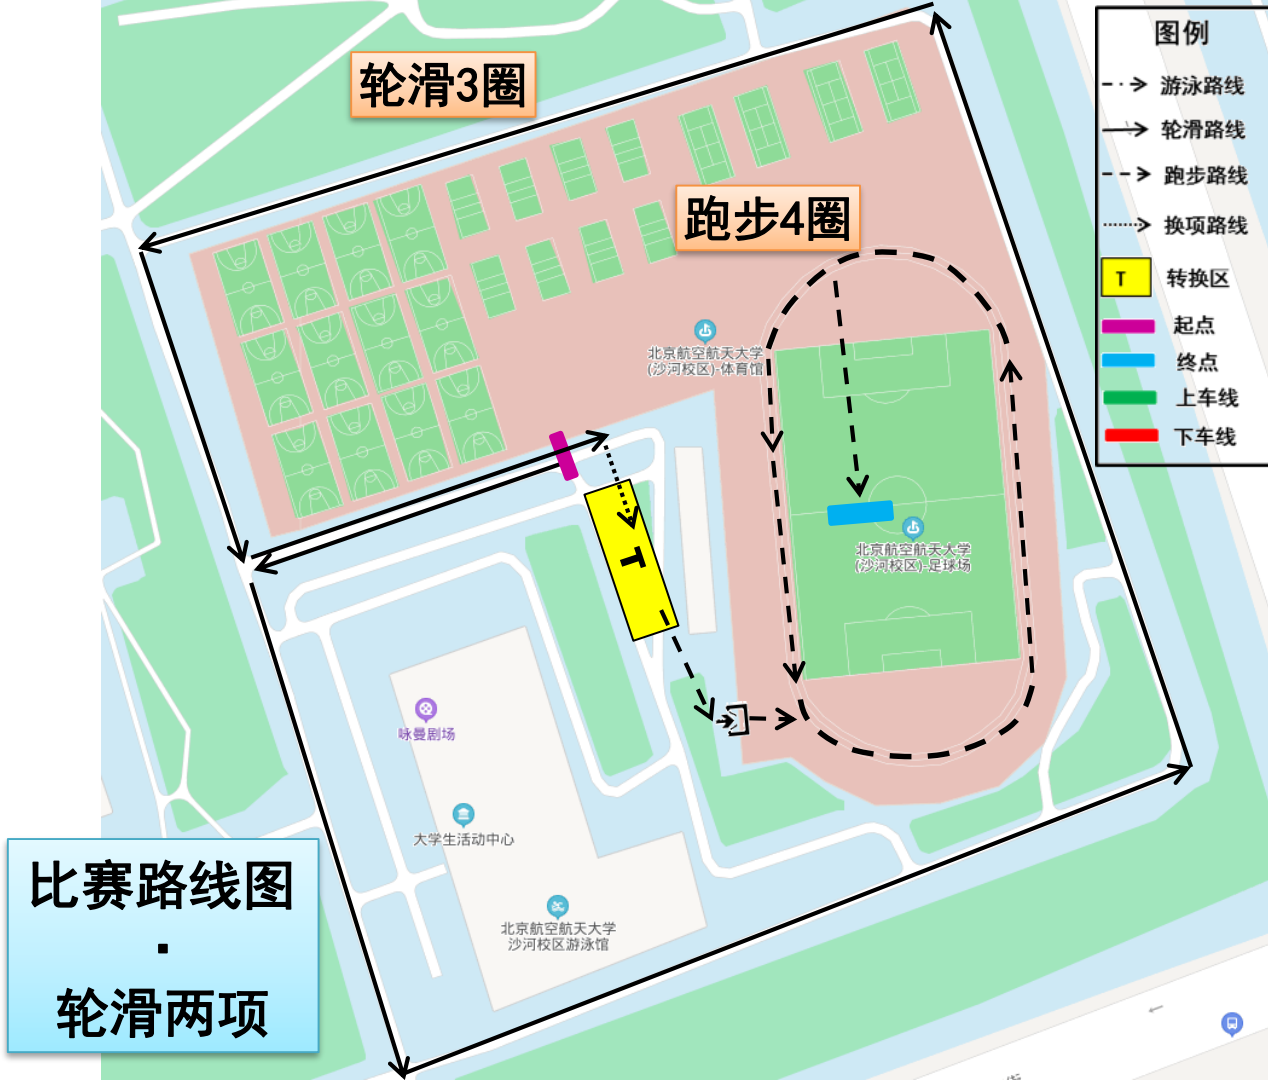 轮滑3圈
跑步4圈
图例
游泳路线
轮滑路线
跑步路线
换项路线
T
转换区
起点
终点
上车线
下车线
北京航空航天大学
(沙河校区)-体育馆
北京航空航天大学
(沙河校区)-足球场
T
咏曼剧场
大学生活动中心
北京航空航天大学
沙河校区游泳馆
比赛路线图
·
轮滑两项